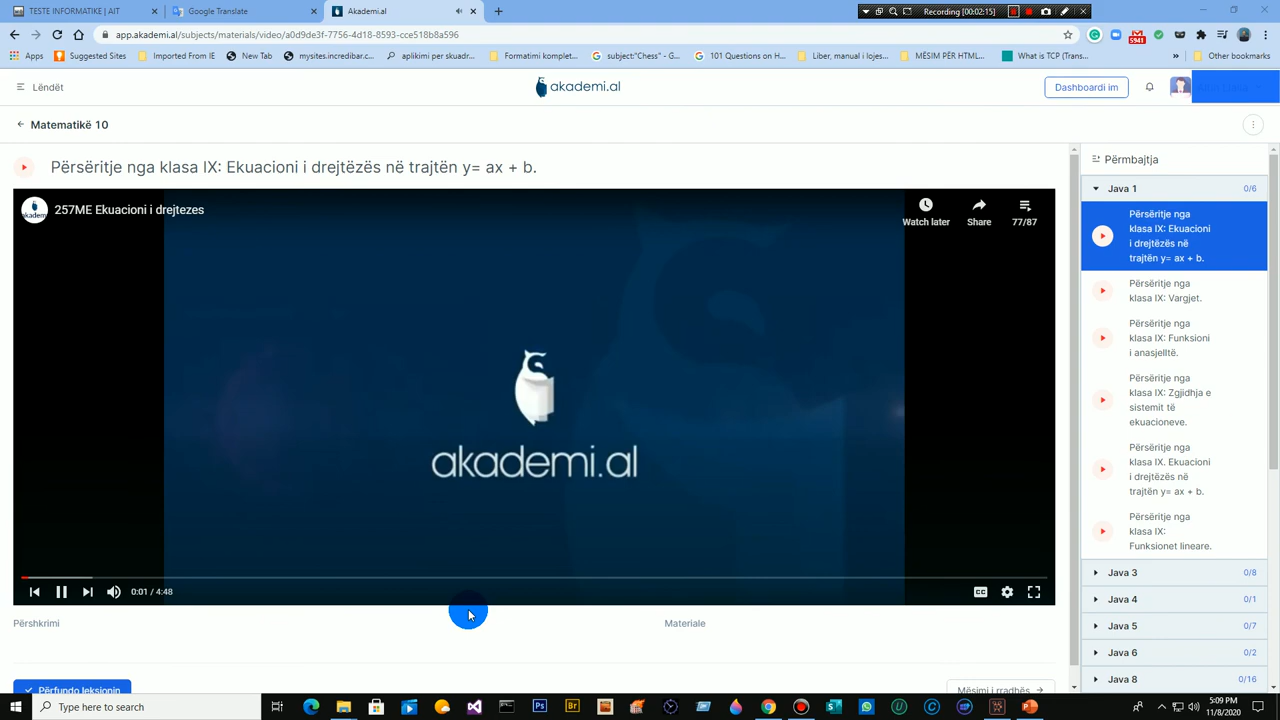 TESTE INFORMATIKE | AIT
Google Translate
Akademi.al
Recording [00:02:15]
app.akademi.al/subjects/materials/video/a0d9de3f-7756-4d18-8593-cce518b8a596
5941
Apps
Suggested Sites
Imported From IE
New Tab
muses.incredibar.c...
aplikimi per skuadr...
Formatimi komplet...
subject:"Chess" - G...
101 Questions on H...
Liber, manual i lojes...
MËSIM PËR HTML...
What is TCP (Trans...
»
Other bookmarks
Lëndët
akademi.al
Dashboardi im
Matematikë 10
Përmbajtja
Përsëritje nga klasa IX: Ekuacioni i drejtëzës në trajtën y= ax + b.
akademi
257ME Ekuacioni i drejtezes
Watch later
Share
77/87
akademi.al
0:01 / 4:48
CC
Përshkrimi
Materiale
Përfundo leksionin
Mësimi i rradhës
Java 1
0/6
Përsëritje nga
klasa IX: Ekuacioni
i drejtëzës në
trajtën y= ax + b.
Përsëritje nga
klasa IX: Vargjet.
Përsëritje nga
klasa IX: Funksioni
i anasjelltë.
Përsëritje nga
klasa IX: Zgjidhja e
sistemit të
ekuacioneve.
Përsëritje nga
klasa IX. Ekuacioni
i drejtëzës në
trajtën y= ax + b.
Përsëritje nga
klasa IX:
Funksionet lineare.
Java 3
0/8
Java 4
0/1
Java 5
0/7
Java 6
0/2
Java 8
0/16
Type here to search
Ps
Br
5:09 PM
11/8/2020